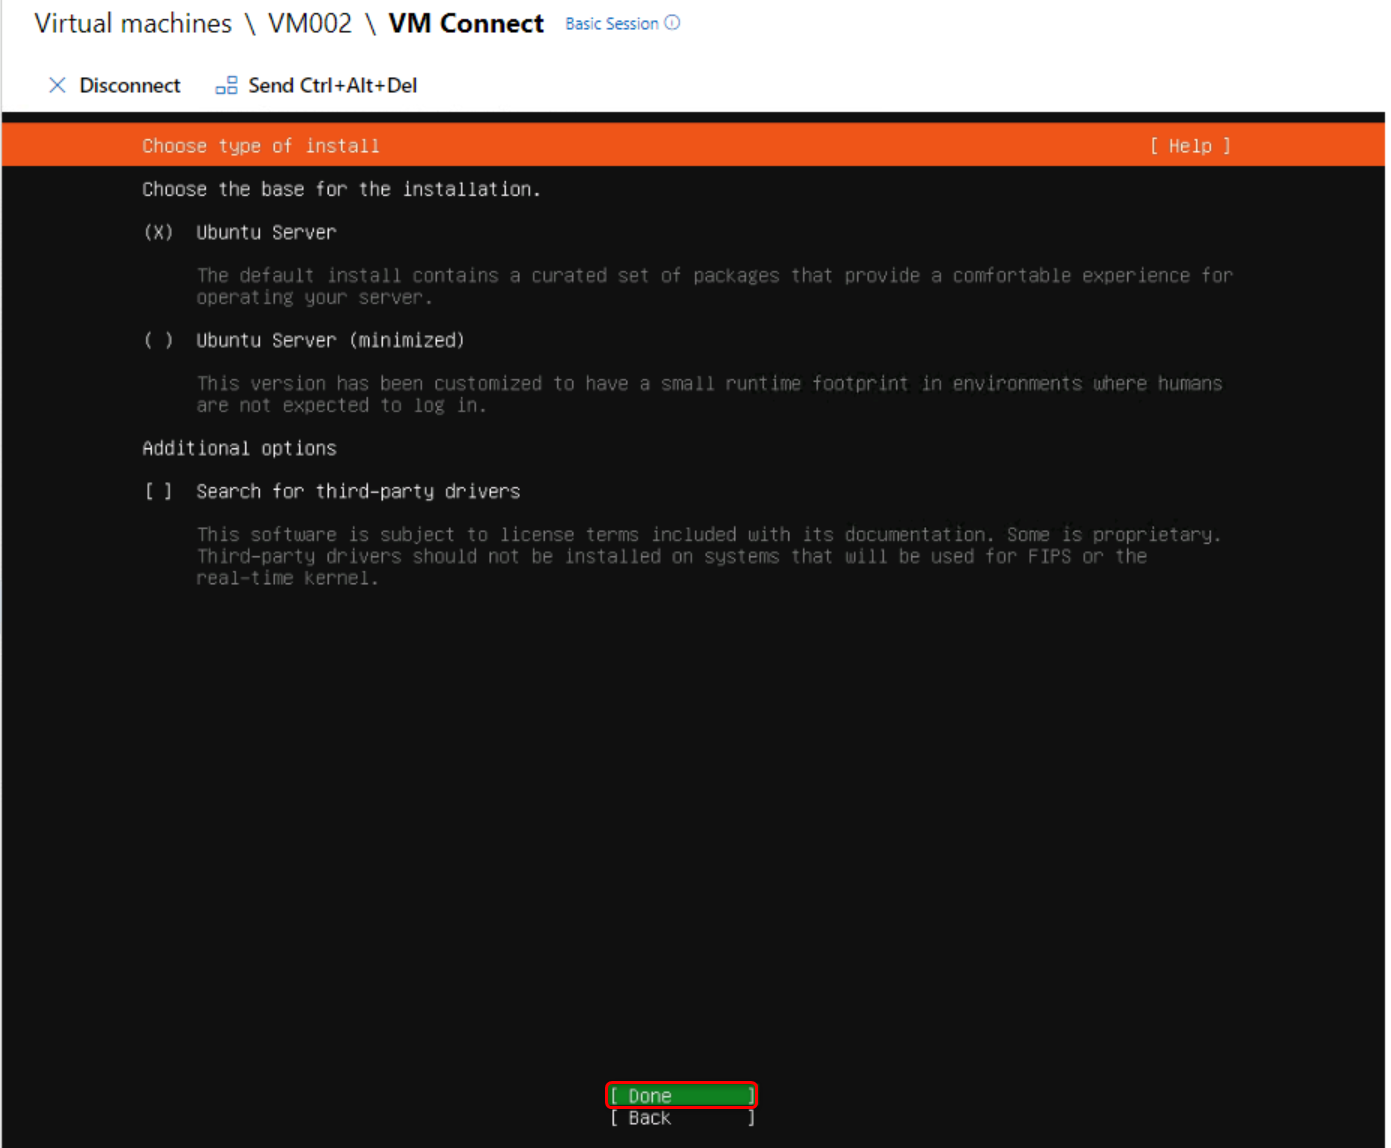 Virtual machines \ VM002 \ VM Connect Basic Session
Disconnect Send Ctrl+Alt+Del
Choose type of install [ Help ]
Choose the base for the installation.
(X) Ubuntu Server
The default install contains a curated set of packages that provide a comfortable experience for
operating your server.
( ) Ubuntu Server (minimized)
This version has been customized to have a small runtime footprint in environments where humans
are not expected to log in.
Additional options
[ ] Search for third-party drivers
This software is subject to license terms included with its documentation. Some is proprietary.
Third-party drivers should not be installed on systems that will be used for FIPS or the
real-time kernel.
[ Done ]
[ Back ]